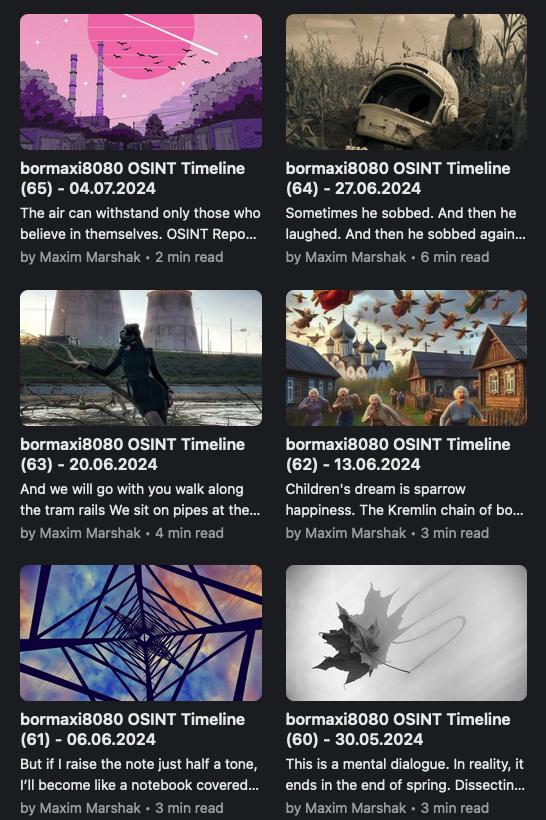 bormaxi8080 OSINT Timeline
(65) - 04.07.2024
The air can withstand only those who
believe in themselves. OSINT Repo...
by Maxim Marshak • 2 min read
bormaxi8080 OSINT Timeline
(64) - 27.06.2024
Sometimes he sobbed. And then he
laughed. And then he sobbed again...
by Maxim Marshak • 6 min read
bormaxi8080 OSINT Timeline
(63) - 20.06.2024
And we will go with you walk along
the tram rails We sit on pipes at the...
by Maxim Marshak • 4 min read
bormaxi8080 OSINT Timeline
(62) - 13.06.2024
Children's dream is sparrow
happiness. The Kremlin chain of bo...
by Maxim Marshak • 3 min read
bormaxi8080 OSINT Timeline
(61) - 06.06.2024
But if I raise the note just half a tone,
I’ll become like a notebook covered...
by Maxim Marshak • 3 min read
bormaxi8080 OSINT Timeline
(60) - 30.05.2024
This is a mental dialogue. In reality, it
ends in the end of spring. Dissectin...
by Maxim Marshak • 3 min read